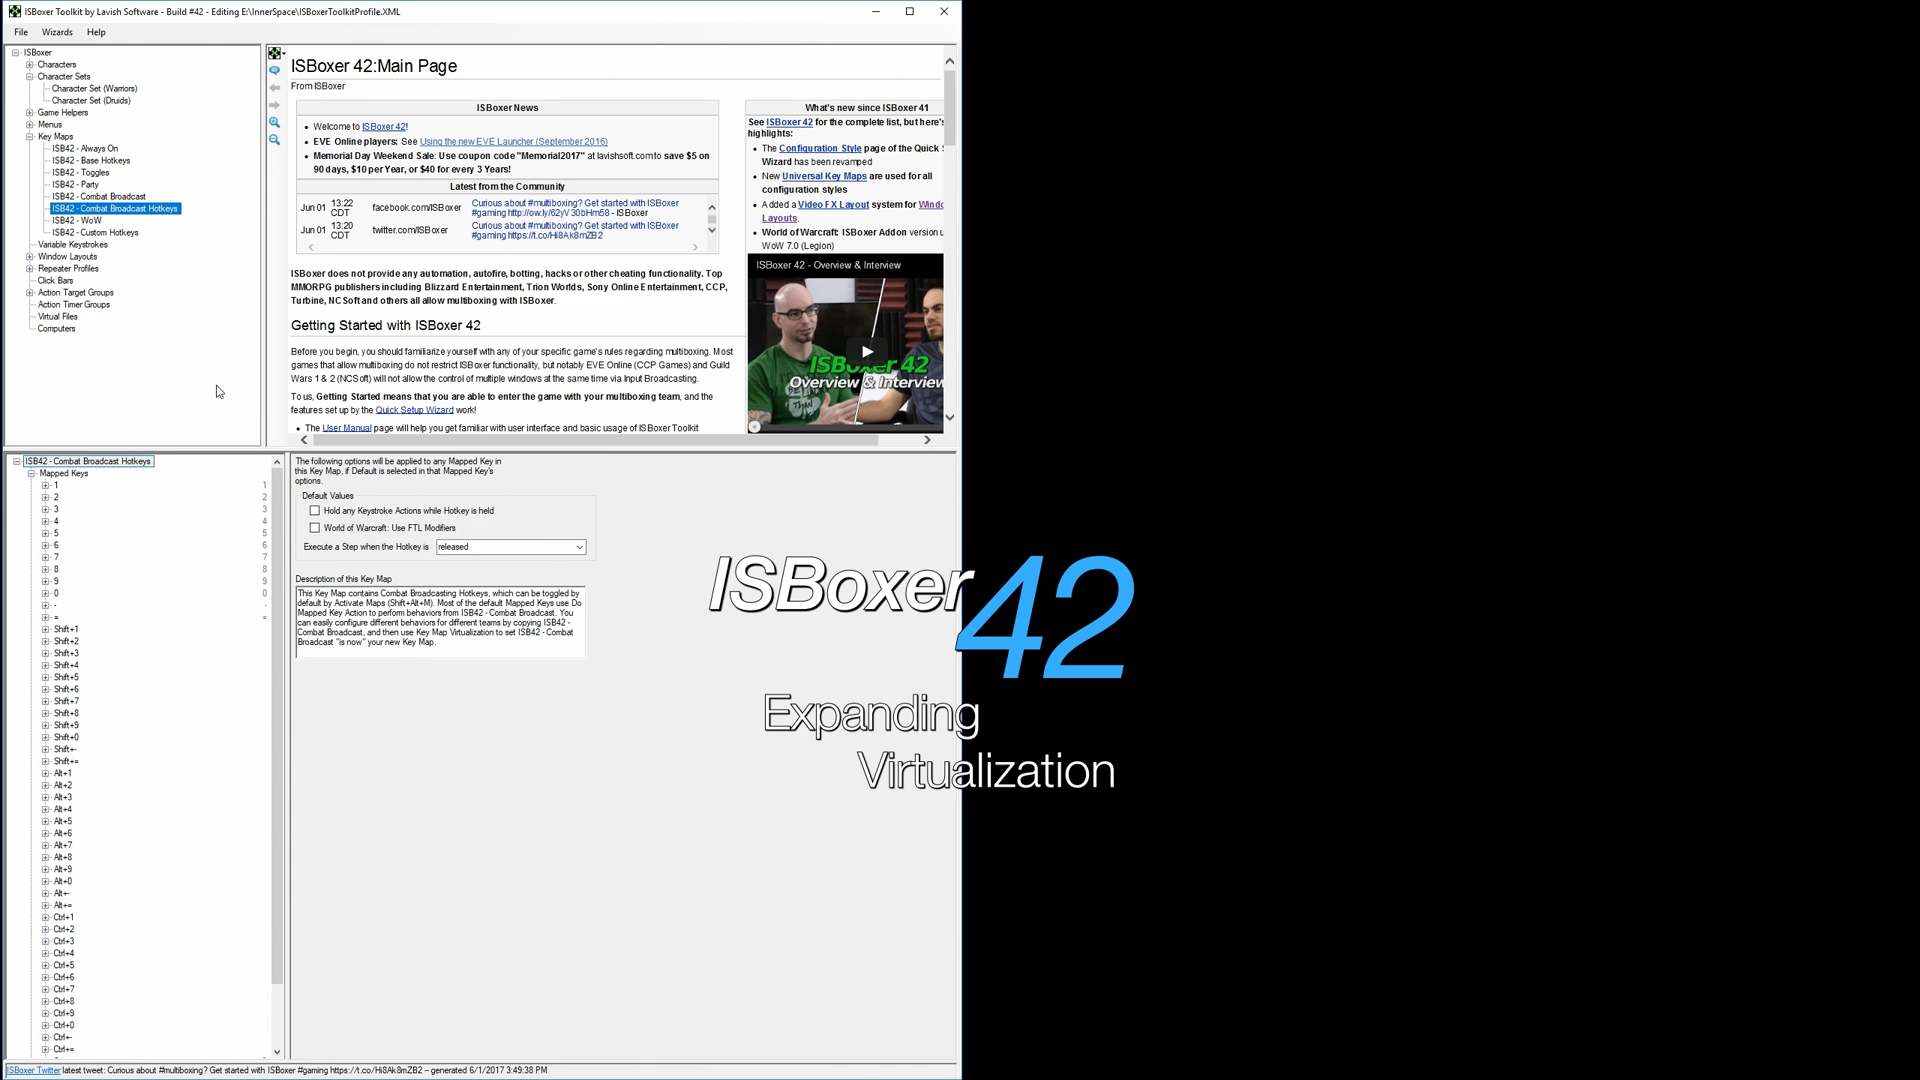 ISBoxer Toolkit by Lavish Software - Build #42 - Editing E:\InnerSpace\ISBoxerToolkitProfile.XML
File Wizards Help
ISBoxer
Characters
Character Sets
Character Set (Warriors)
Character Set (Druids)
Game Helpers
Menus
Key Maps
ISB42 - Always On
ISB42 - Base Hotkeys
ISB42 - Toggles
ISB42 - Party
ISB42 - Combat Broadcast
ISB42 - Combat Broadcast Hotkeys
ISB42 - WoW
ISB42 - Custom Hotkeys
Variable Keystrokes
Window Layouts
Repeater Profiles
Click Bars
Action Target Groups
Action Timer Groups
Virtual Files
Computers
ISBoxer 42:Main Page
From ISBoxer
ISBoxer News
Welcome to ISBoxer 42!
EVE Online players: See Using the new EVE Launcher (September 2016)
Memorial Day Weekend Sale: Use coupon code "Memorial2017" at lavishsoft.com to save $5 on
90 days, $10 per Year, or $40 for every 3 Years!
Latest from the Community
Jun 01 13:22 CDT facebook.com/ISBoxer Curious about #multiboxing? Get started with ISBoxer
#gaming http://ow.ly/62yV30bHm58 - ISBoxer
Jun 01 13:20 CDT twitter.com/ISBoxer Curious about #multiboxing? Get started with ISBoxer
#gaming https://t.co/Hi8Ak8mZB2
ISBoxer does not provide any automation, autofire, botting, hacks or other cheating functionality. Top
MMORPG publishers including Blizzard Entertainment, Trion Worlds, Sony Online Entertainment, CCP,
Turbine, NCSoft and others all allow multiboxing with ISBoxer.
Getting Started with ISBoxer 42
Before you begin, you should familiarize yourself with any of your specific game's rules regarding multiboxing. Most
games that allow multiboxing do not restrict ISBoxer functionality, but notably EVE Online (CCP Games) and Guild
Wars 1 & 2 (NCSoft) will not allow the control of multiple windows at the same time via Input Broadcasting.
To us, Getting Started means that you are able to enter the game with your multiboxing team, and the
features set up by the Quick Setup Wizard work!
The User Manual page will help you get familiar with user interface and basic usage of ISBoxer Toolkit
What's new since ISBoxer 41
See ISBoxer 42 for the complete list, but here's
highlights:
The Configuration Style page of the Quick S
Wizard has been revamped
New Universal Key Maps are used for all
configuration styles
Added a Video FX Layout system for Windo
Layouts.
World of Warcraft: ISBoxer Addon version u
WoW 7.0 (Legion)
ISBoxer 42 - Overview & Interview
ISBoxer 42
Overview & Interview
ISB42 - Combat Broadcast Hotkeys
Mapped Keys
1 1
2 2
3 3
4 4
5 5
6 6
7 7
8 8
9 9
0 0
- -
= =
Shift+1
Shift+2
Shift+3
Shift+4
Shift+5
Shift+6
Shift+7
Shift+8
Shift+9
Shift+0
Shift+-
Shift+=
Alt+1
Alt+2
Alt+3
Alt+4
Alt+5
Alt+6
Alt+7
Alt+8
Alt+9
Alt+0
Alt+-
Alt+=
Ctrl+1
Ctrl+2
Ctrl+3
Ctrl+4
Ctrl+5
Ctrl+6
Ctrl+7
Ctrl+8
Ctrl+9
Ctrl+0
Ctrl+-
Ctrl+=
The following options will be applied to any Mapped Key in
this Key Map, if Default is selected in that Mapped Key's
options.
Default Values
Hold any Keystroke Actions while Hotkey is held
World of Warcraft: Use FTL Modifiers
Execute a Step when the Hotkey is released
Description of this Key Map
This Key Map contains Combat Broadcasting Hotkeys, which can be toggled by
default by Activate Maps (Shift+Alt+M). Most of the default Mapped Keys use Do
Mapped Key Action to perform behaviors from ISB42 - Combat Broadcast. You
can easily configure different behaviors for different teams by copying ISB42 -
Combat Broadcast, and then use Key Map Virtualization to set ISB42 - Combat
Broadcast "is now" your new Key Map.
ISBoxer 42
Expanding
Virtualization
ISBoxer Twitter latest tweet: Curious about #multiboxing? Get started with ISBoxer #gaming https://t.co/Hi8Ak8mZB2 -- generated 6/1/2017 3:49:38 PM